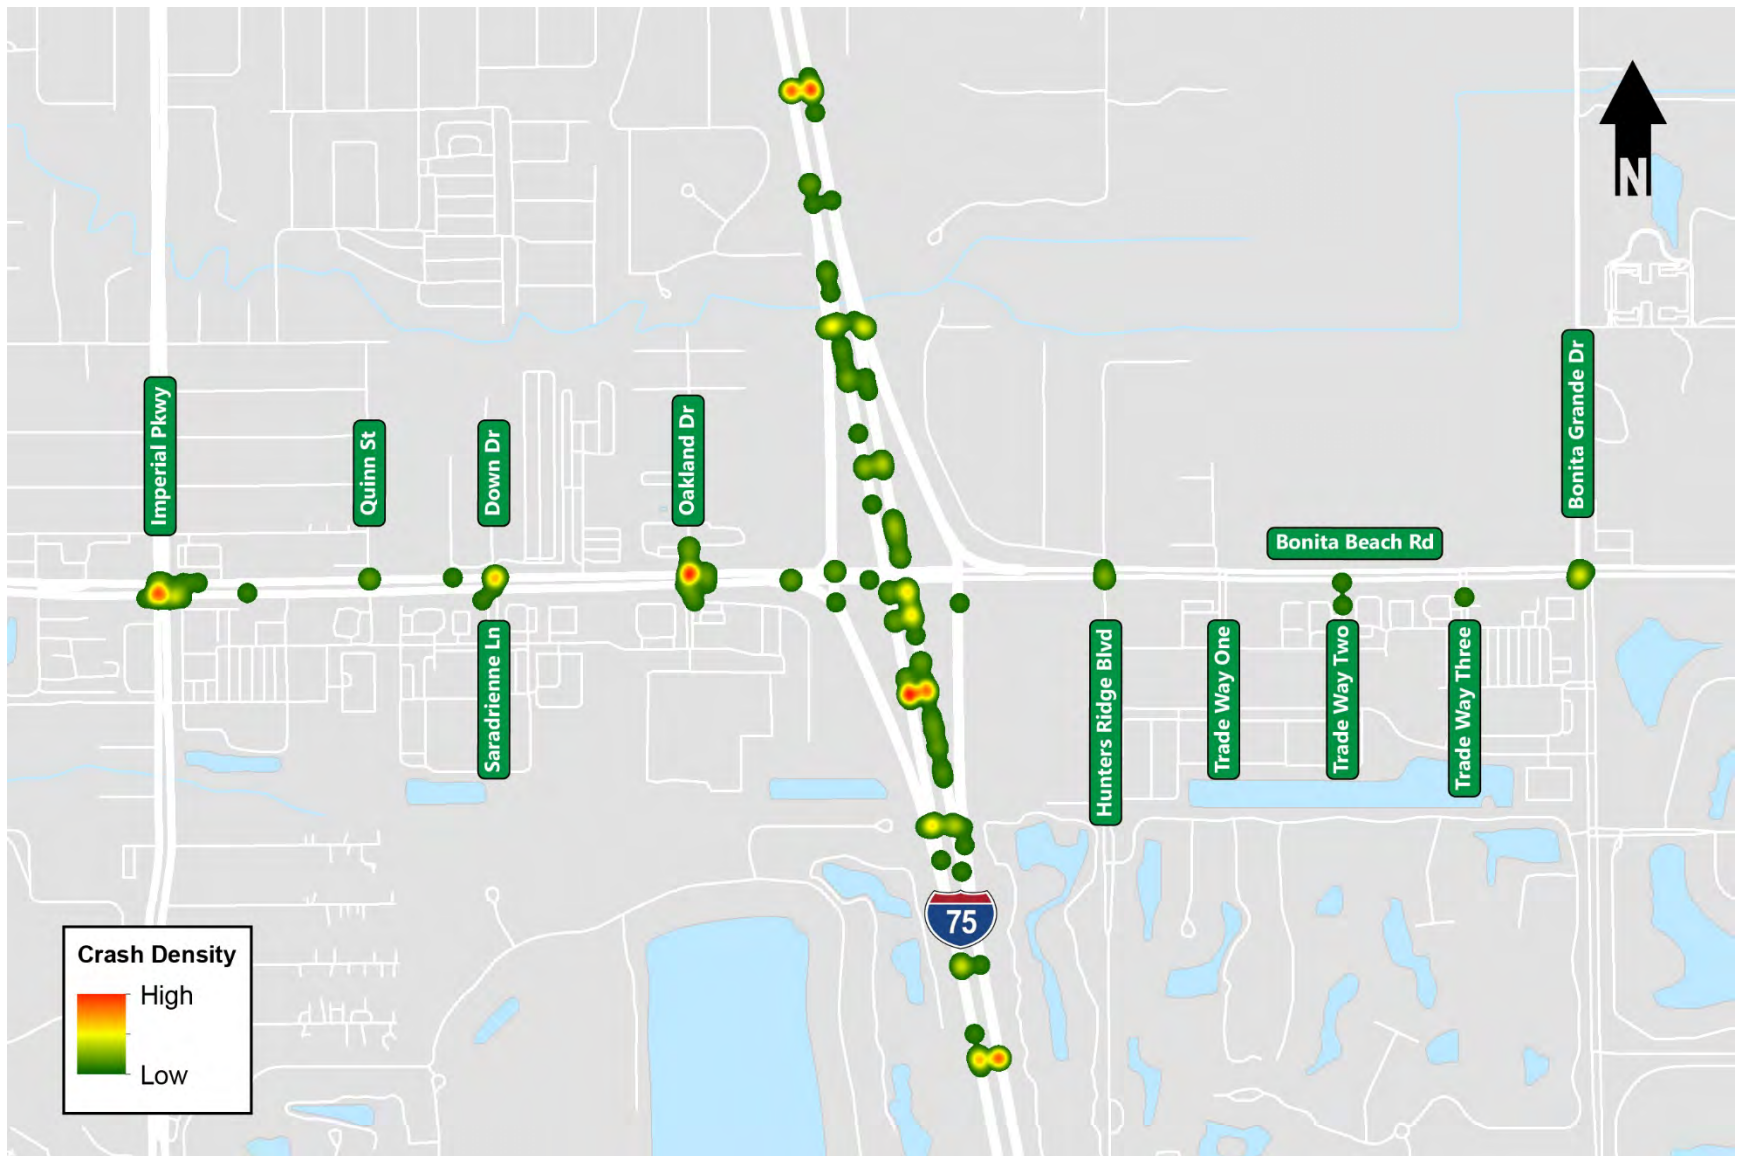 N
Imperial Pkwy
Quinn St
Down Dr
Oakland Dr
Bonita Grande Dr
Bonita Beach Rd
Saradrienne Ln
Hunters Ridge Blvd
Trade Way One
Trade Way Two
Trade Way Three
75
Crash Density
High
Low